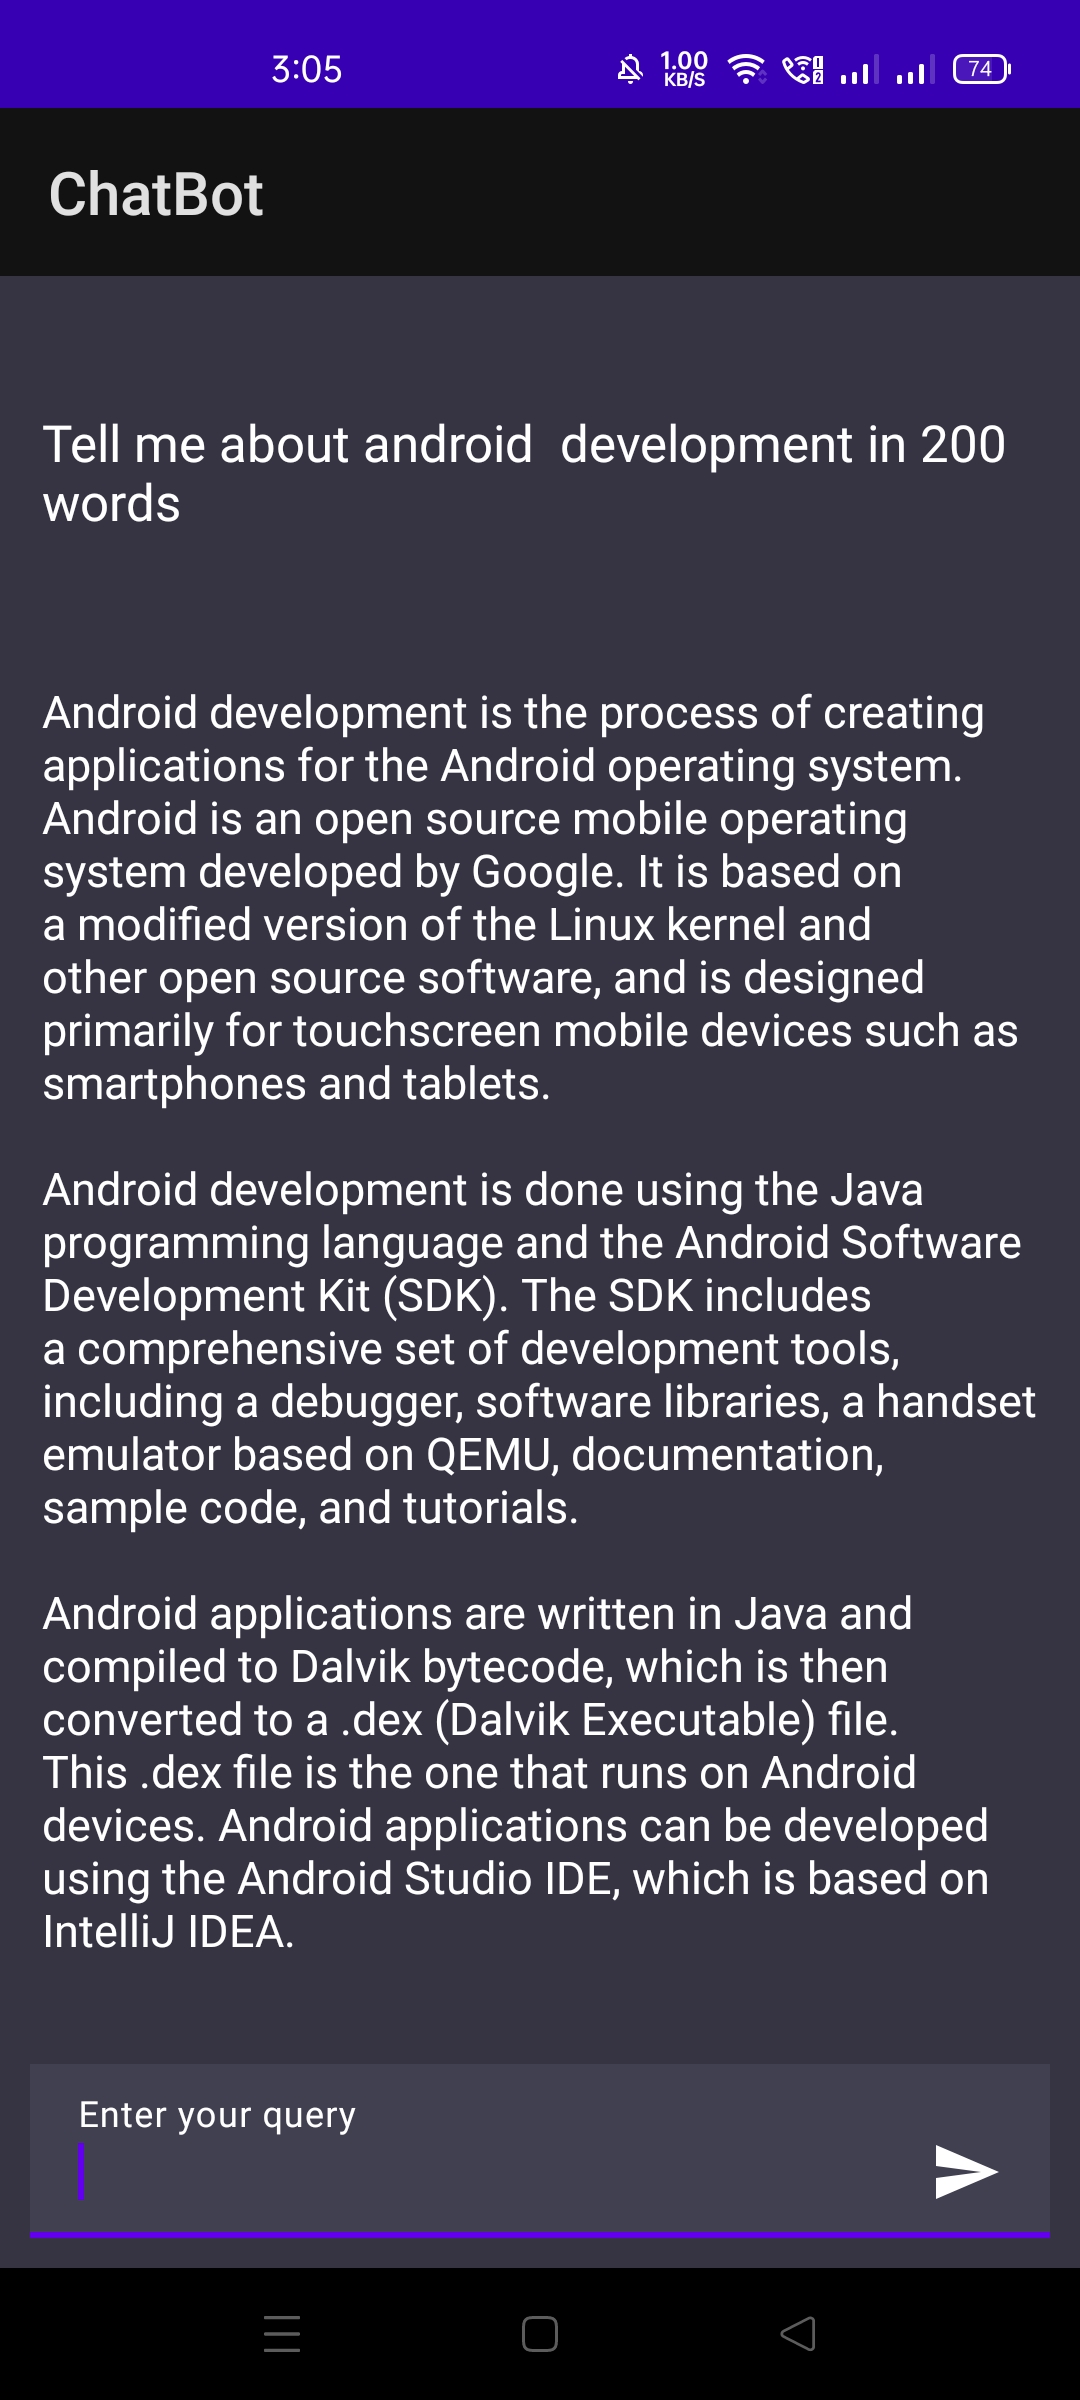 3:05
1.00
KB/S
1
2
74
ChatBot
Tell me about android  development in 200
words
Android development is the process of creating
applications for the Android operating system.
Android is an open source mobile operating
system developed by Google. It is based on
a modified version of the Linux kernel and
other open source software, and is designed
primarily for touchscreen mobile devices such as
smartphones and tablets.
Android development is done using the Java
programming language and the Android Software
Development Kit (SDK). The SDK includes
a comprehensive set of development tools,
including a debugger, software libraries, a handset
emulator based on QEMU, documentation,
sample code, and tutorials.
Android applications are written in Java and
compiled to Dalvik bytecode, which is then
converted to a .dex (Dalvik Executable) file.
This .dex file is the one that runs on Android
devices. Android applications can be developed
using the Android Studio IDE, which is based on
IntelliJ IDEA.
Enter your query